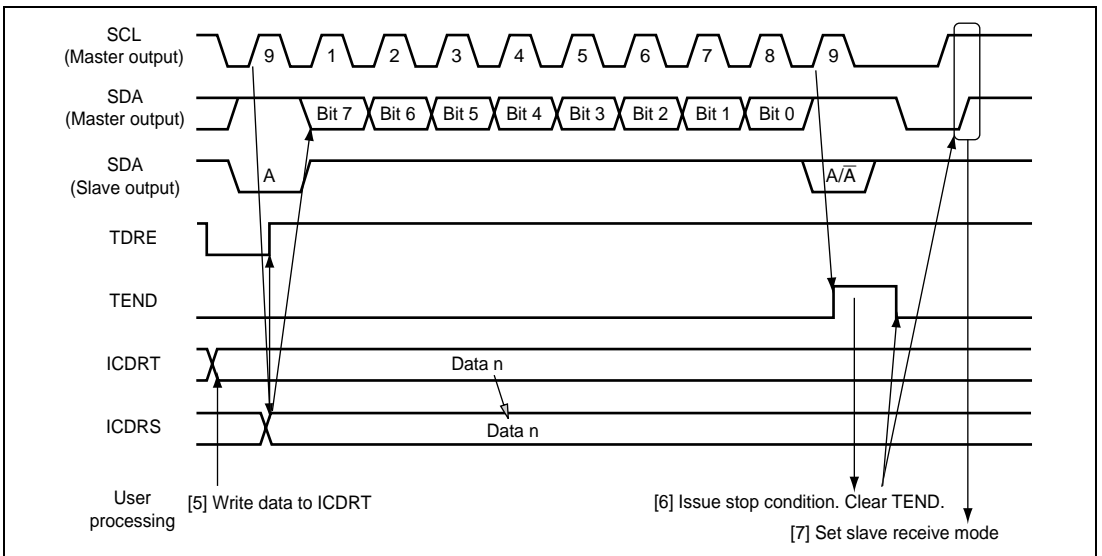 SCL
(Master output)
9
1
2
3
4
5
6
7
8
9
SDA
(Master output)
Bit 7
Bit 6
Bit 5
Bit 4
Bit 3
Bit 2
Bit 1
Bit 0
SDA
(Slave output)
A
A/A̅
TDRE
TEND
ICDRT
Data n
ICDRS
Data n
User
processing
[5] Write data to ICDRT
[6] Issue stop condition. Clear TEND.
[7] Set slave receive mode